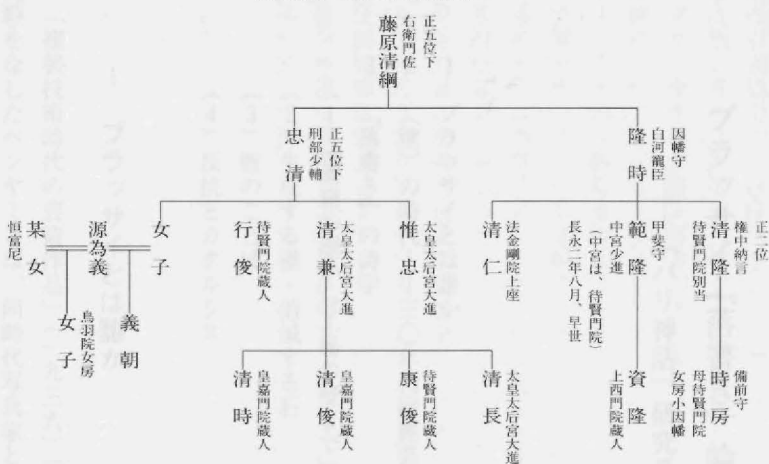 正五位下
右衛門佐
藤原清綱
因幡守
白河寵臣
隆時
正五位下
刑部少輔
忠清
正二位
権中納言
待賢門院別当
清隆
甲斐守
中宮少進
範隆
(中宮は、待賢門院)
長永二年八月、早世
法金剛院上座
清仁
太皇太后宮大進
惟忠
太皇太后宮大進
清兼
待賢門院蔵人
行俊
女子
源為義
某女
恒富尼
備前守
時房
母待賢門院
女房小因幡
資隆
上西門院蔵人
太皇太后宮大進
清長
待賢門院蔵人
康俊
皇嘉門院蔵人
清俊
皇嘉門院蔵人
清時
義朝
鳥羽院女房
女子